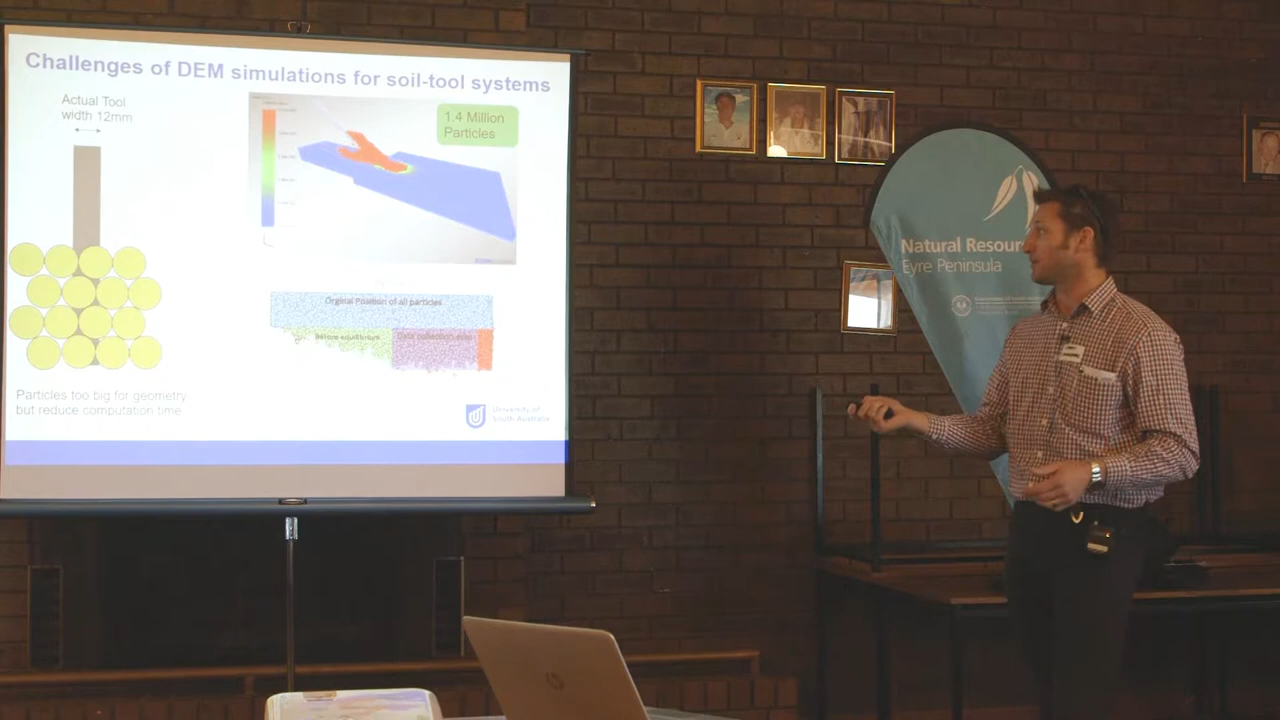 Challenges of DEM simulations for soil-tool systems
Actual Tool
width 12mm
1.4 Million
Particles
Orginal Position of all particles
Before equilibrium
Data collection area
Particles too big for geometry
but reduce computation time
University of
South Australia
Natural Resour
Eyre Peninsula